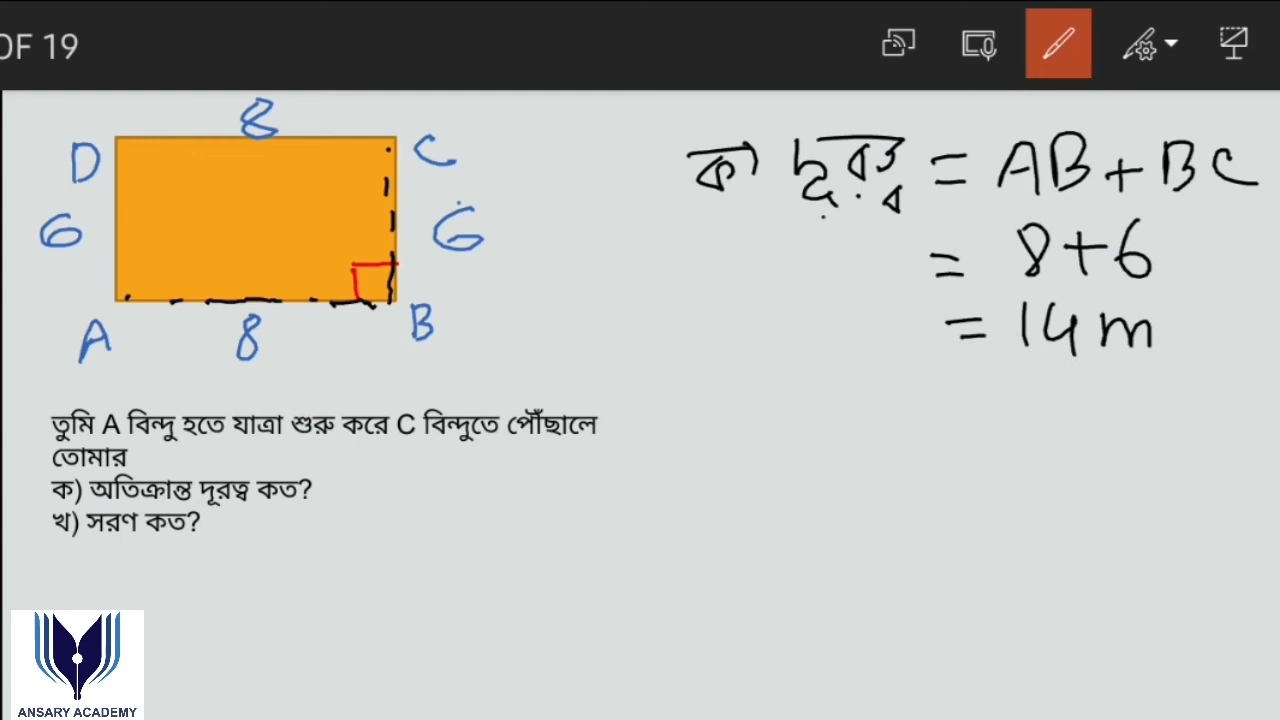 OF 19
8
D
C
6
6
A
8
B
ক) দূরত্ব = AB + BC
= 8 + 6
= 14 m
তুমি A বিন্দু হতে যাত্রা শুরু করে C বিন্দুতে পৌঁছালে
তোমার
ক) অতিক্রান্ত দূরত্ব কত?
খ) সরণ কত?
ANSARY ACADEMY